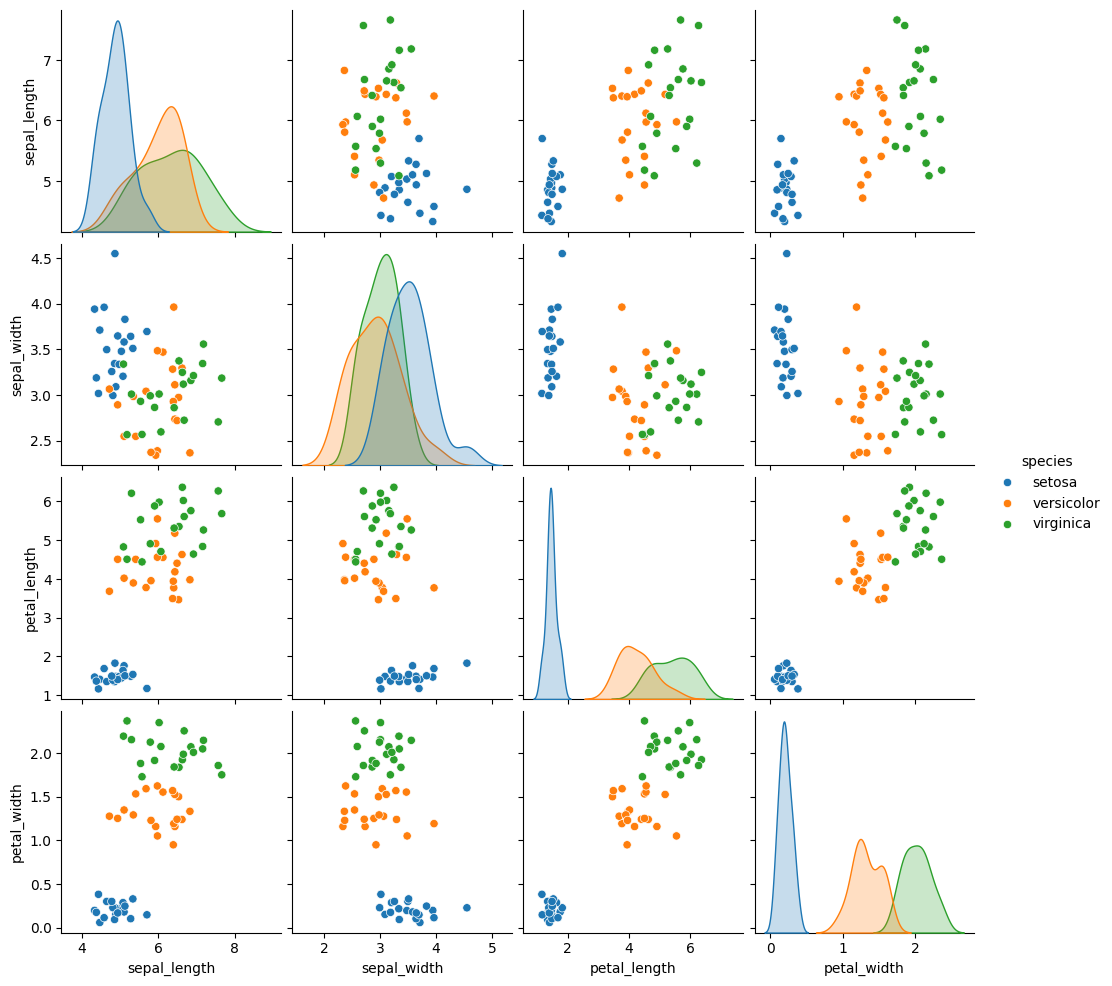 sepal_length
7
6
5
sepal_width
4.5
4.0
3.5
3.0
2.5
petal_length
6
5
4
3
2
1
petal_width
2.0
1.5
1.0
0.5
0.0
4 6 8
2 3 4 5
2 4 6
0 1 2
sepal_length
sepal_width
petal_length
petal_width
species
setosa
versicolor
virginica